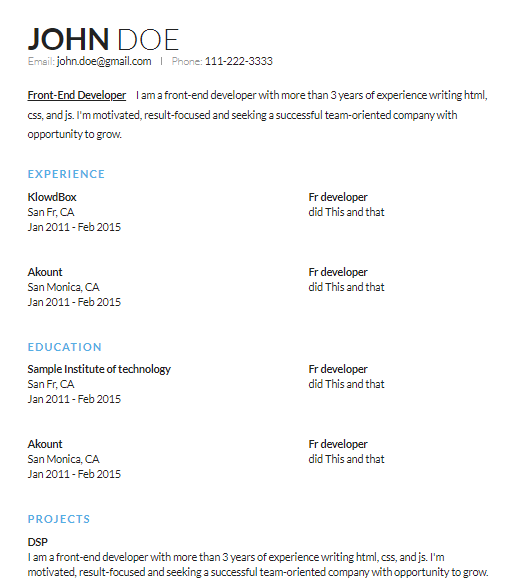 JOHN DOE
Email: john.doe@gmail.com | Phone: 111-222-3333
Front-End Developer I am a front-end developer with more than 3 years of experience writing html,
css, and js. I'm motivated, result-focused and seeking a successful team-oriented company with
opportunity to grow.
EXPERIENCE
KlowdBox Fr developer
San Fr, CA did This and that
Jan 2011 - Feb 2015
Akount Fr developer
San Monica, CA did This and that
Jan 2011 - Feb 2015
EDUCATION
Sample Institute of technology Fr developer
San Fr, CA did This and that
Jan 2011 - Feb 2015
Akount Fr developer
San Monica, CA did This and that
Jan 2011 - Feb 2015
PROJECTS
DSP
I am a front-end developer with more than 3 years of experience writing html, css, and js. I'm
motivated, result-focused and seeking a successful team-oriented company with opportunity to grow.